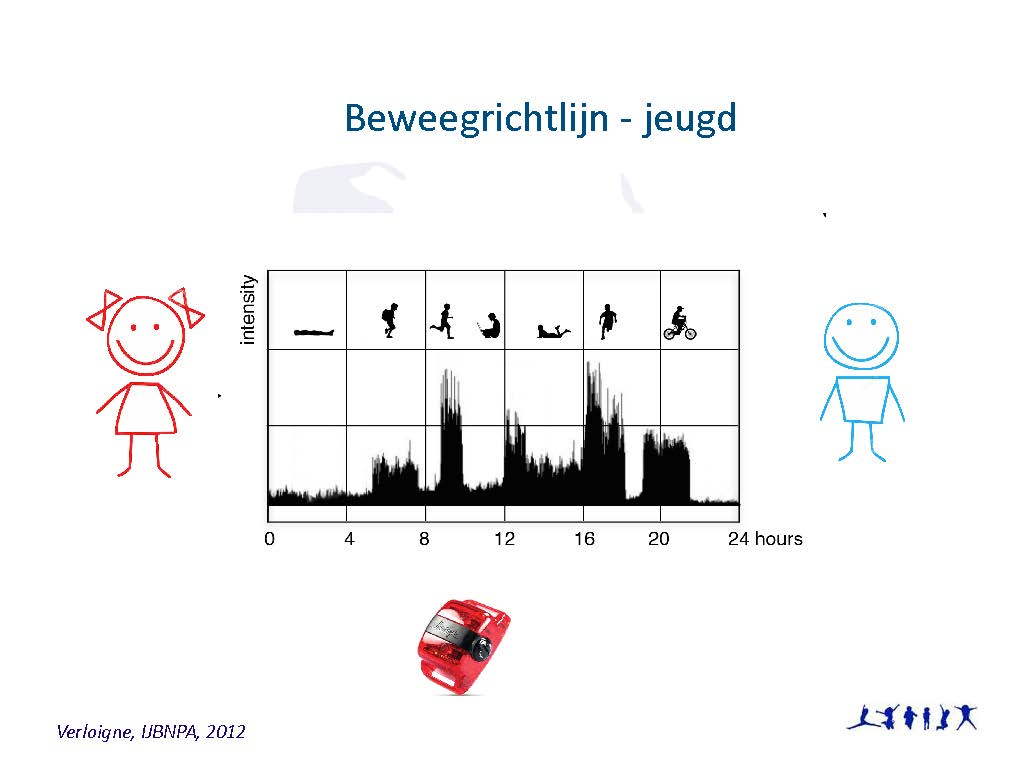 Beweegrichtlijn - jeugd
intensity
0 4 8 12 16 20 24 hours
Verloigne, IJBNPA, 2012